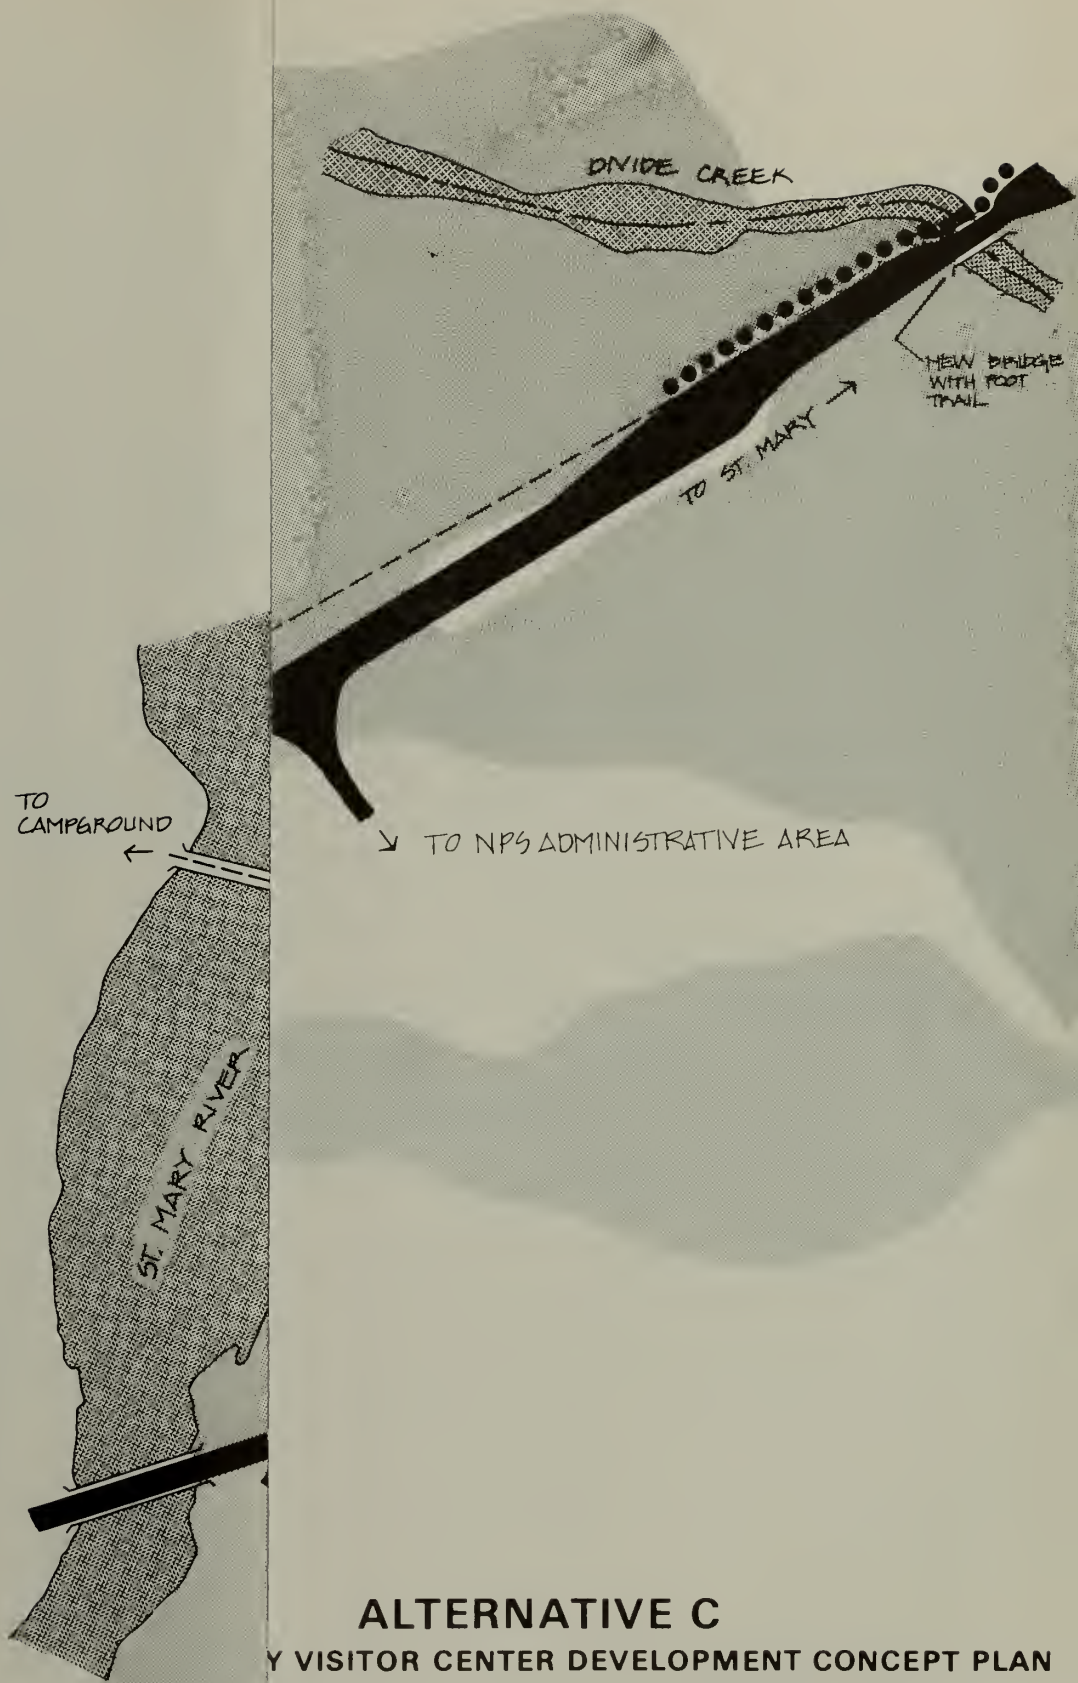 DIVIDE CREEK
NEW BRIDGE
WITH FOOT
TRAIL
TO ST. MARY
TO
CAMPGROUND
TO NPS ADMINISTRATIVE AREA
ST. MARY RIVER
ALTERNATIVE C
Y VISITOR CENTER DEVELOPMENT CONCEPT PLAN